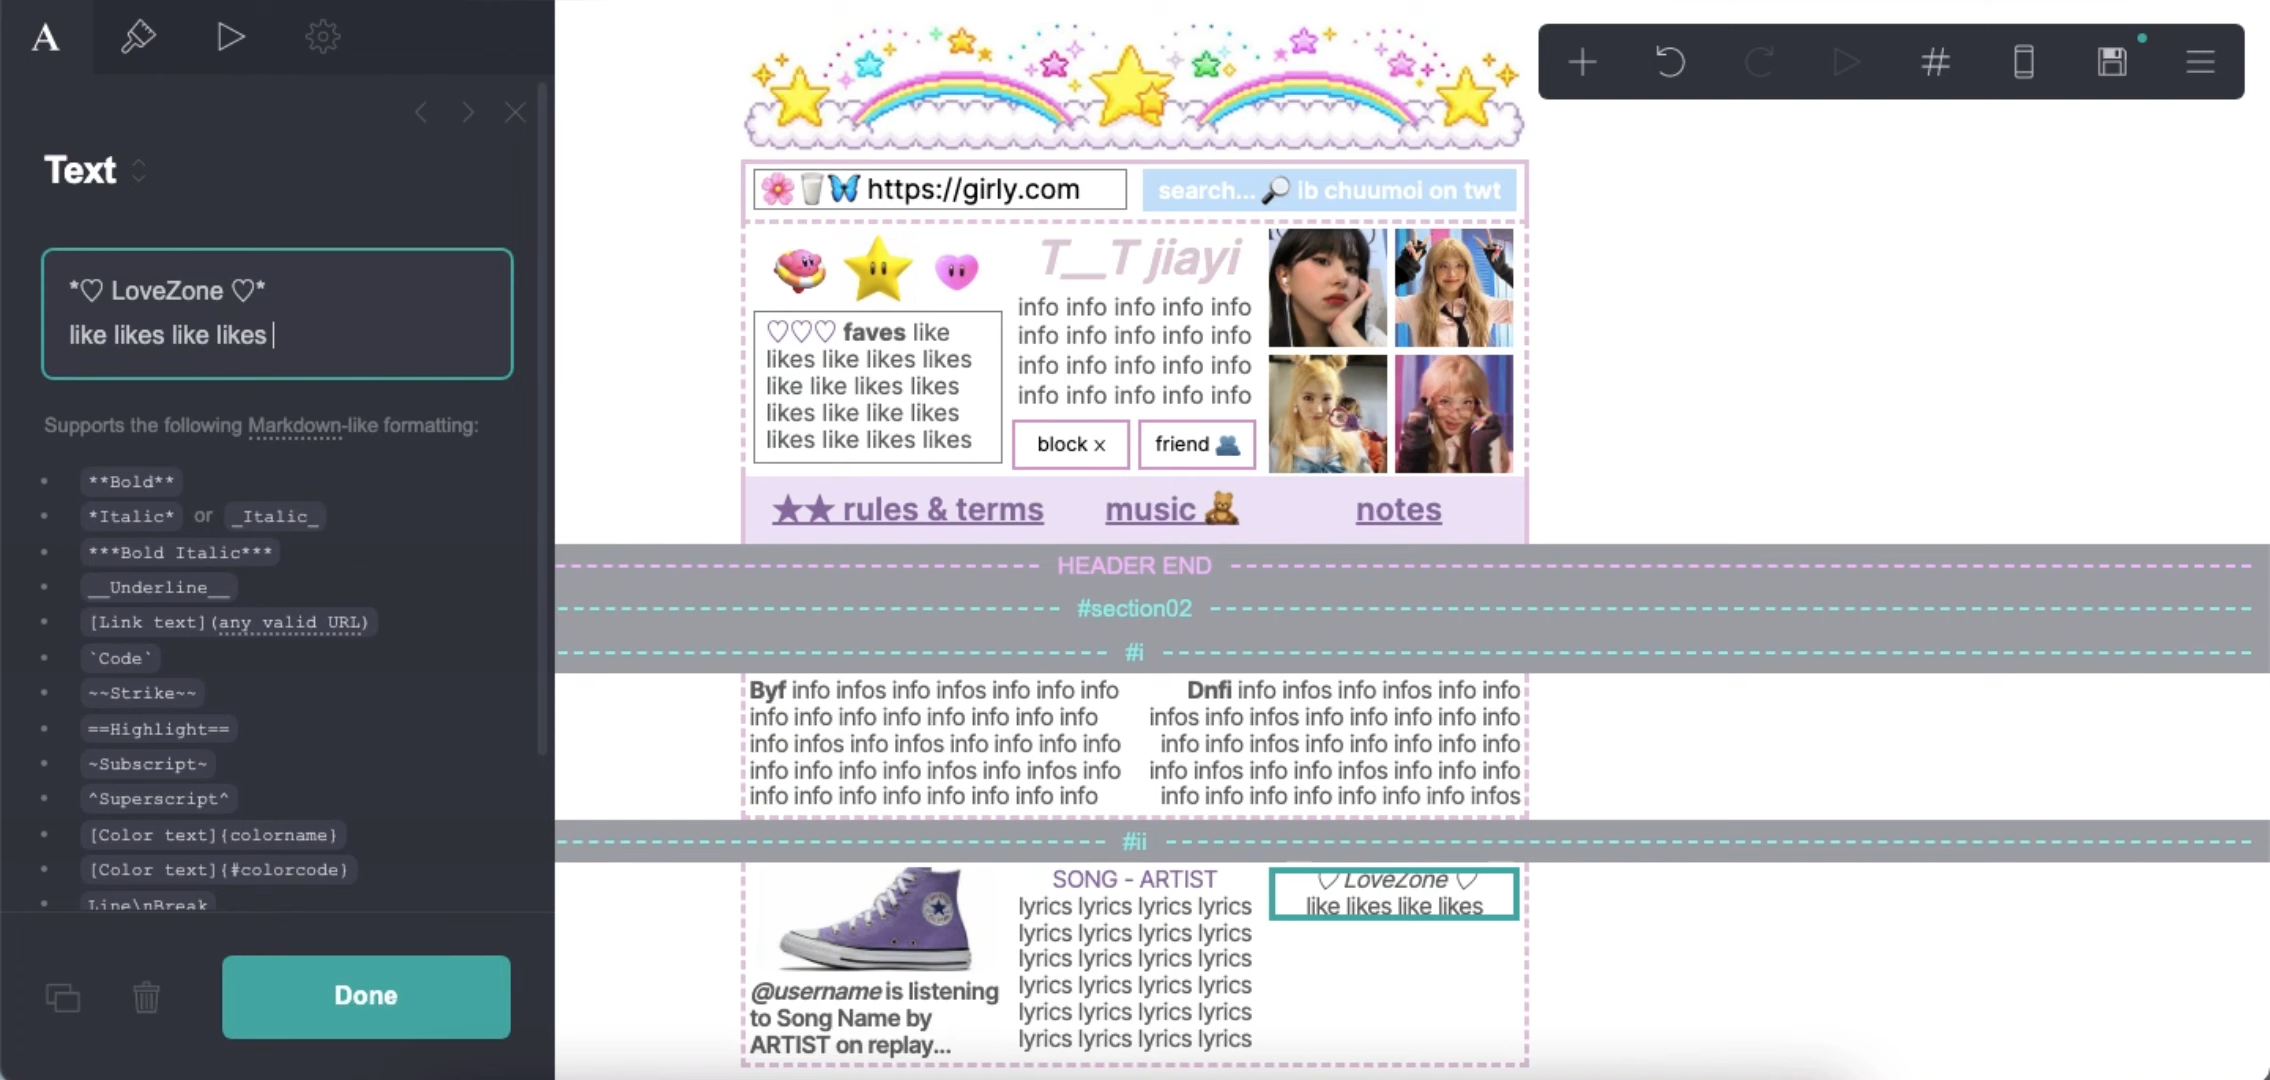 A
Text
*♡ LoveZone ♡*
like likes like likes
Supports the following Markdown-like formatting:
**Bold**
*Italic* or _Italic_
***Bold Italic***
__Underline__
[Link text](any valid URL)
`Code`
~~Strike~~
==Highlight==
~Subscript~
^Superscript^
[Color text]{colorname}
[Color text]{#colorcode}
Line\nBreak
Done
🌸🥛🦋 https://girly.com
search... 🔎 ib chuumoi on twt
♡♡♡ faves like
likes like likes likes
like like likes likes
likes like like likes
likes like likes likes
T__T jiayi
info info info info info
info info info info info
info info info info info
info info info info info
block x
friend 👥
★★ rules & terms
music 🧸
notes
HEADER END
#section02
#i
Byf info infos info infos info info info
info info info info info info info info
info infos info infos info info info info
info info info info infos info infos info
info info info info info info info info
Dnfi info infos info infos info info
infos info infos info info info info info
info info infos info info info info info
info infos info info infos info info info
info info info info info info info infos
#ii
@username is listening
to Song Name by
ARTIST on replay...
SONG - ARTIST
lyrics lyrics lyrics lyrics
lyrics lyrics lyrics lyrics
lyrics lyrics lyrics lyrics
lyrics lyrics lyrics lyrics
lyrics lyrics lyrics lyrics
lyrics lyrics lyrics lyrics
♡ LoveZone ♡
like likes like likes